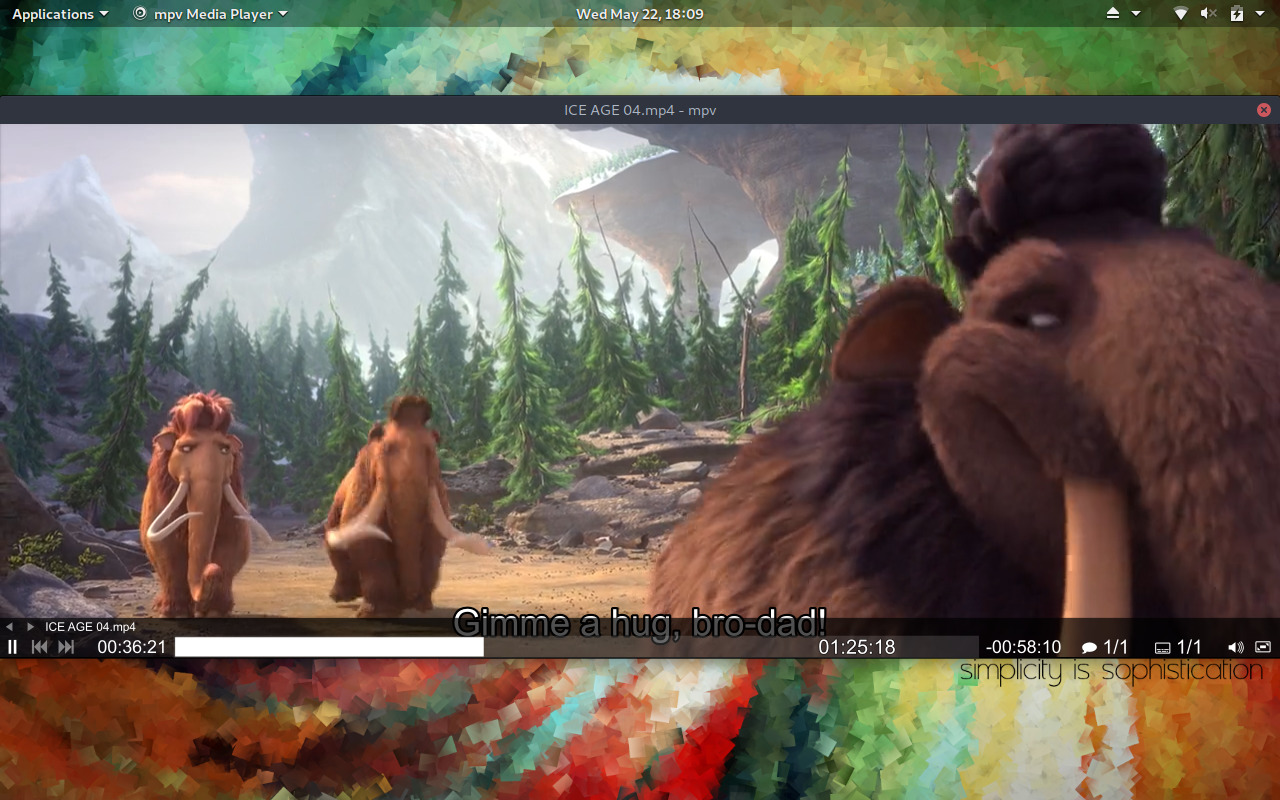 Applications mpv Media Player Wed May 22, 18:09
ICE AGE 04.mp4 - mpv
Gimme a hug, bro-dad!
ICE AGE 04.mp4
00:36:21 01:25:18 -00:58:10 1/1 1/1
simplicity is sophistication